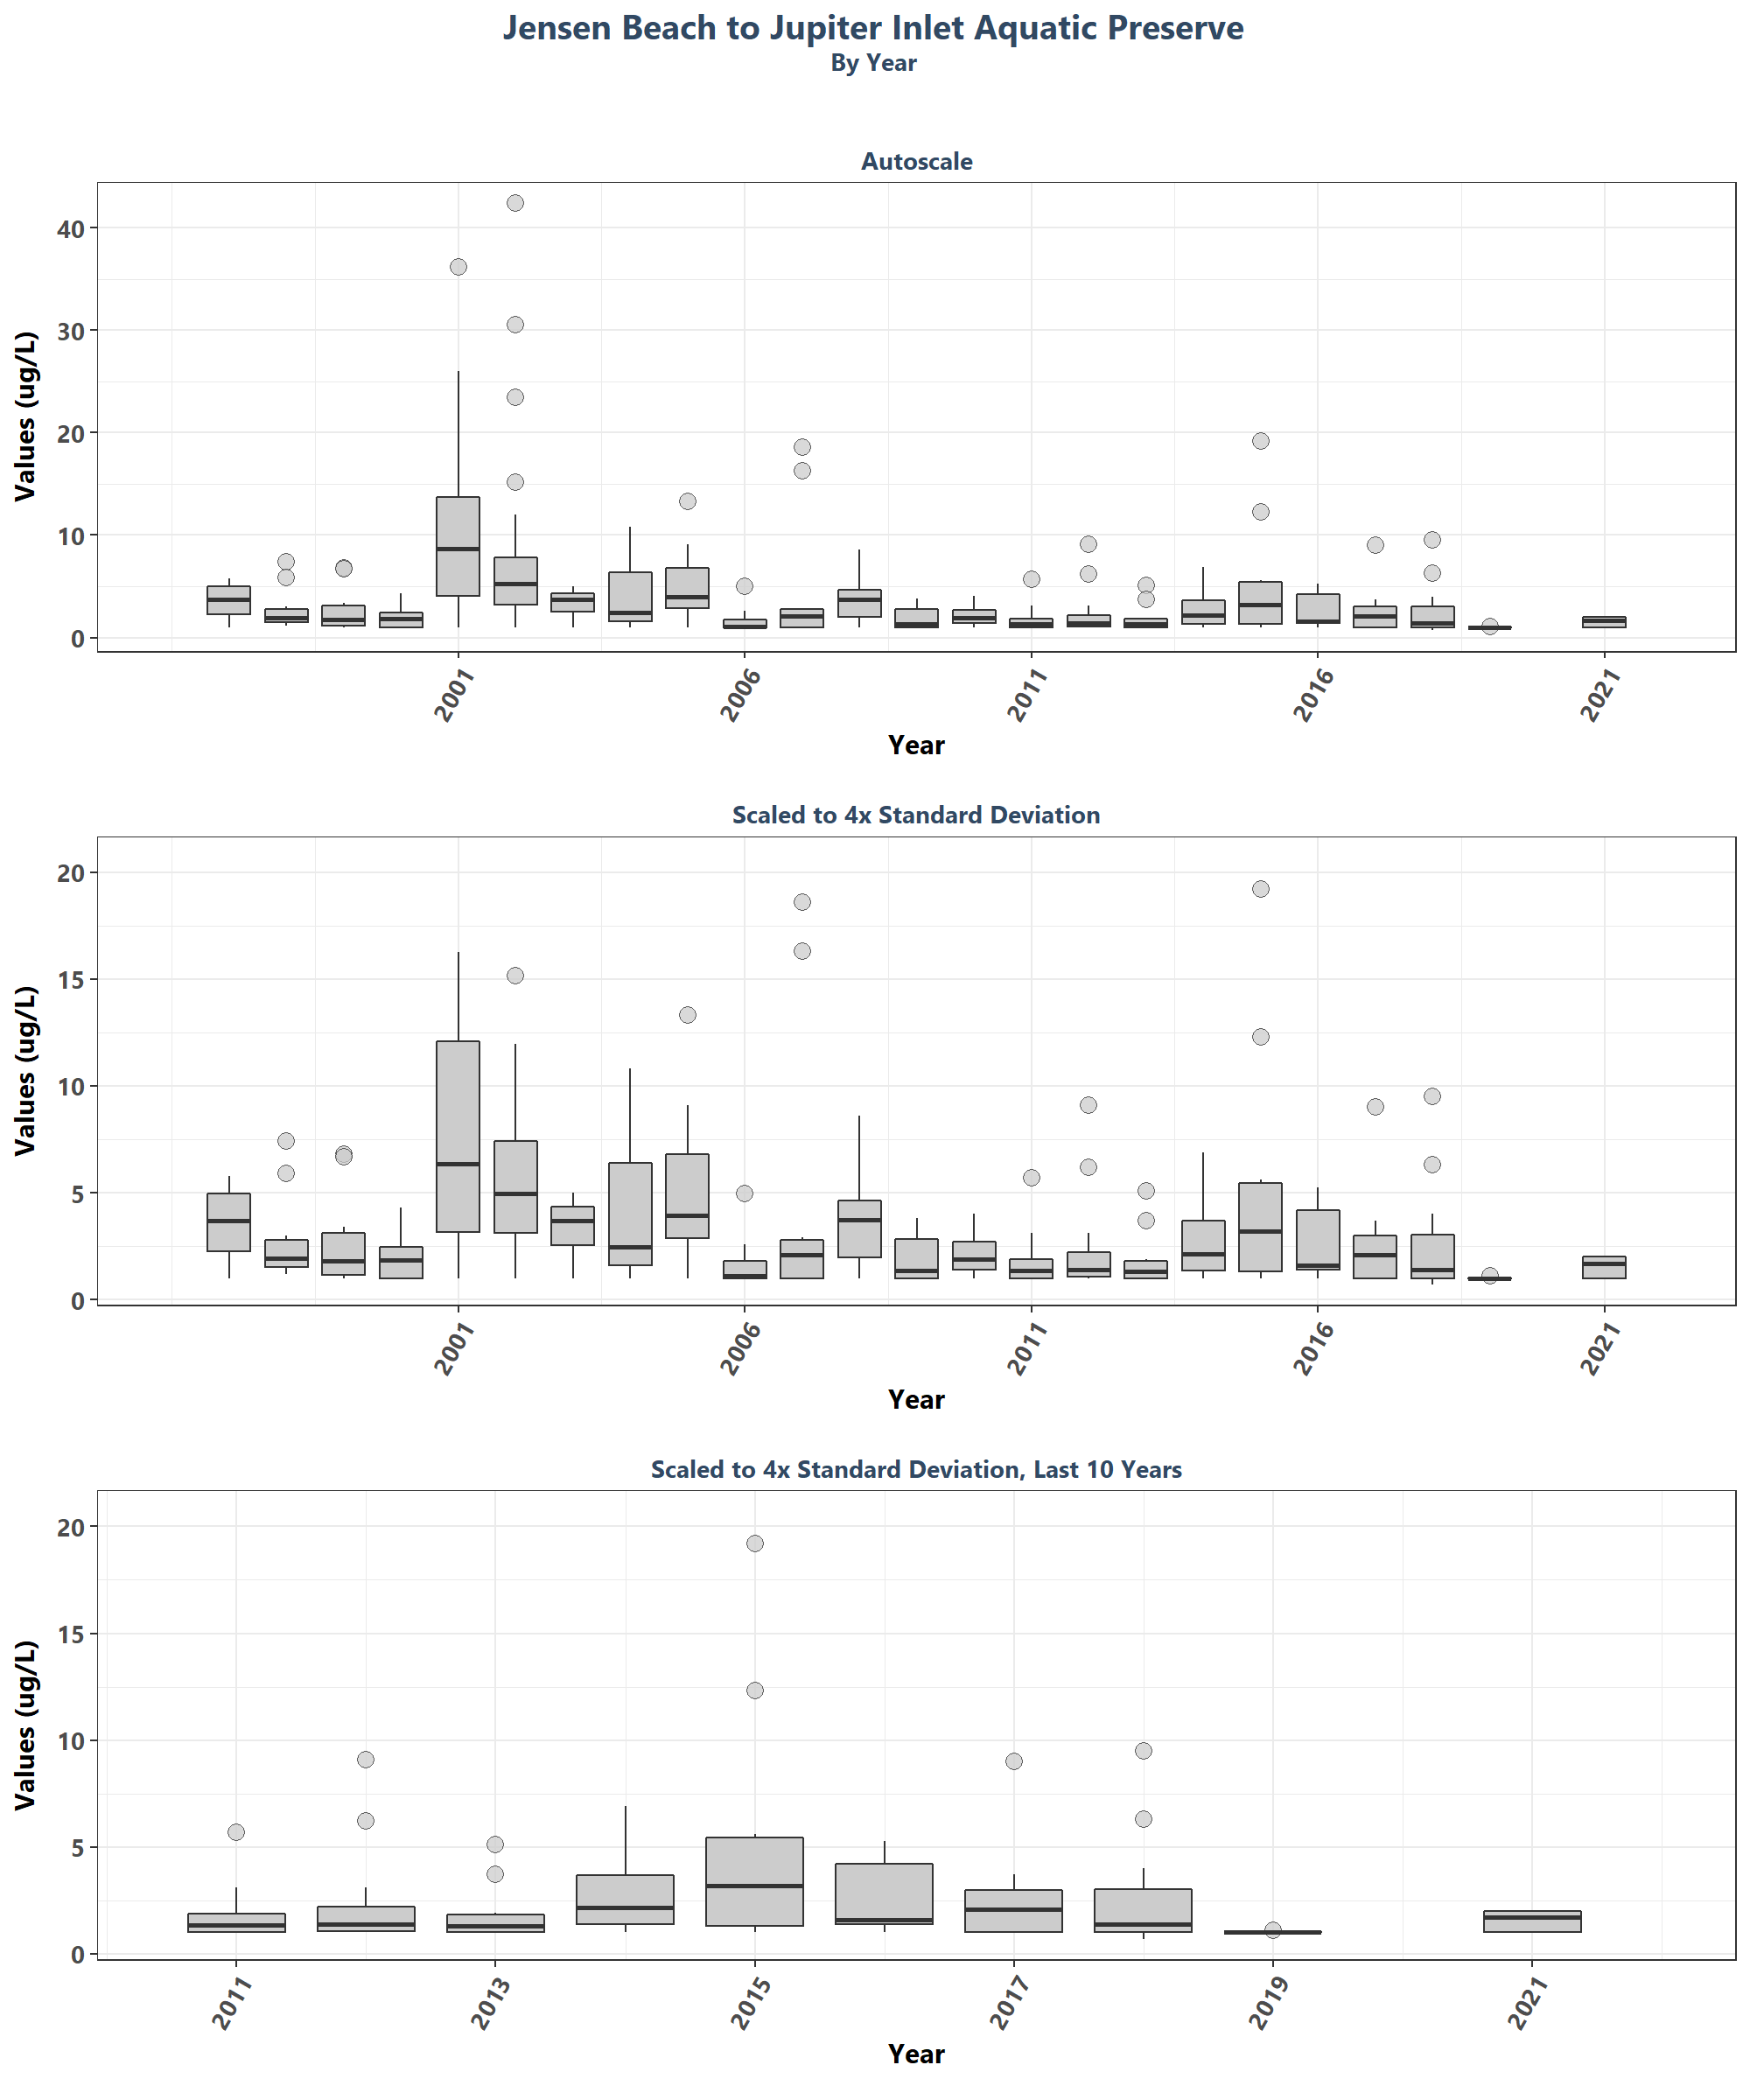 Jensen Beach to Jupiter Inlet Aquatic Preserve
By Year
Autoscale
Values (ug/L)
40
30
20
10
0
2001
2006
2011
2016
2021
Year
Scaled to 4x Standard Deviation
Values (ug/L)
20
15
10
5
0
2001
2006
2011
2016
2021
Year
Scaled to 4x Standard Deviation, Last 10 Years
Values (ug/L)
20
15
10
5
0
2011
2013
2015
2017
2019
2021
Year